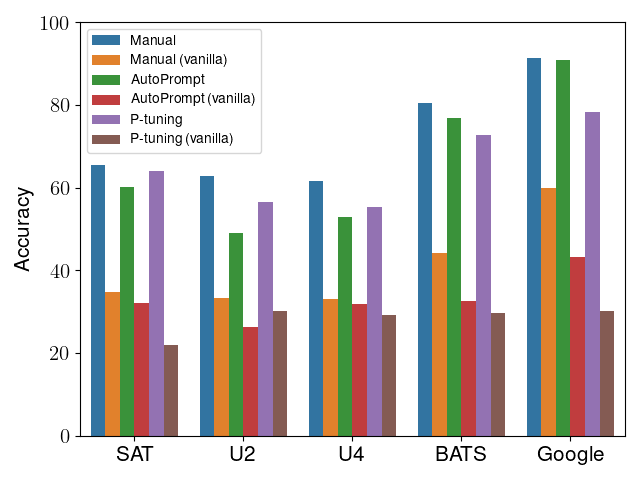 100
80
60
40
20
0
Accuracy
Manual
Manual (vanilla)
AutoPrompt
AutoPrompt (vanilla)
P-tuning
P-tuning (vanilla)
SAT
U2
U4
BATS
Google